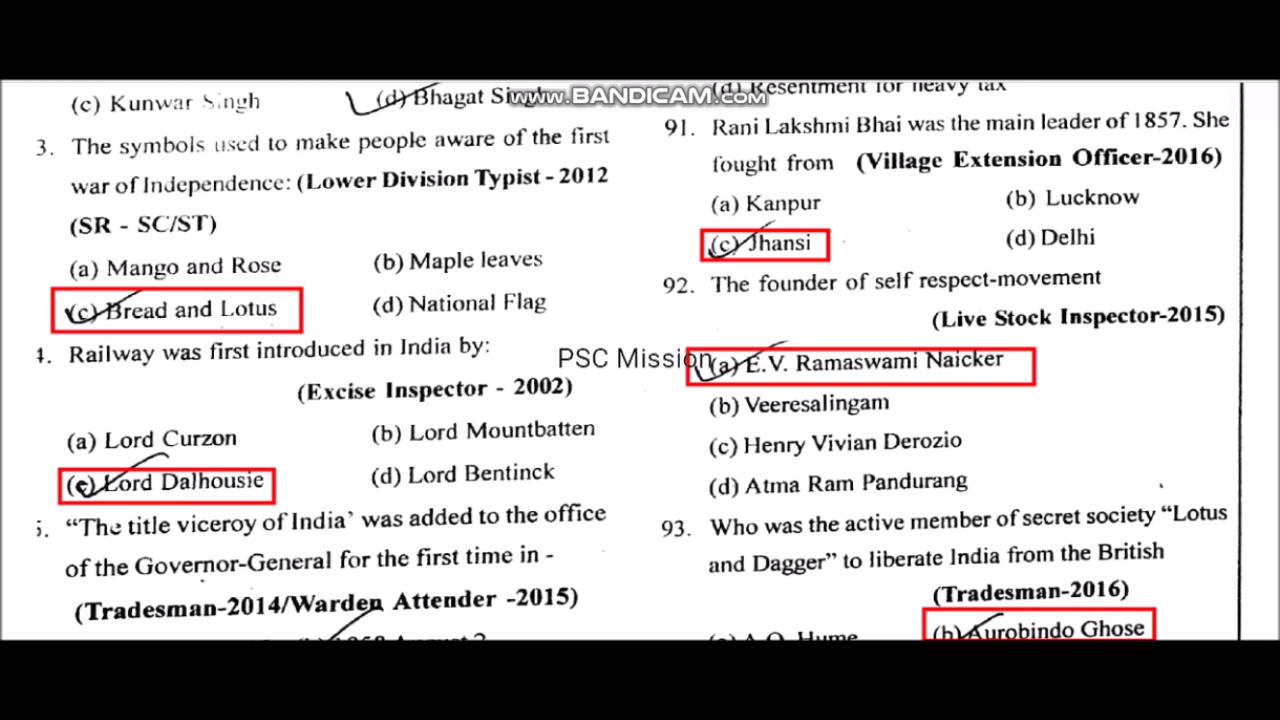 (c) Kunwar Singh (d) Bhagat Singh
3. The symbols used to make people aware of the first
war of Independence: (Lower Division Typist - 2012
(SR - SC/ST)
(a) Mango and Rose (b) Maple leaves
(c) Bread and Lotus (d) National Flag
4. Railway was first introduced in India by:
(Excise Inspector - 2002)
(a) Lord Curzon (b) Lord Mountbatten
(c) Lord Dalhousie (d) Lord Bentinck
5. “The title viceroy of India’ was added to the office
of the Governor-General for the first time in -
(Tradesman-2014/Warden Attender -2015)
www.BANDICAM.com
PSC Mission
(d) Resentment for heavy tax
91. Rani Lakshmi Bhai was the main leader of 1857. She
fought from (Village Extension Officer-2016)
(a) Kanpur (b) Lucknow
(c) Jhansi (d) Delhi
92. The founder of self respect-movement
(Live Stock Inspector-2015)
(a) E.V. Ramaswami Naicker
(b) Veeresalingam
(c) Henry Vivian Derozio
(d) Atma Ram Pandurang
93. Who was the active member of secret society “Lotus
and Dagger” to liberate India from the British
(Tradesman-2016)
(a) A.O. Hume (b) Aurobindo Ghose